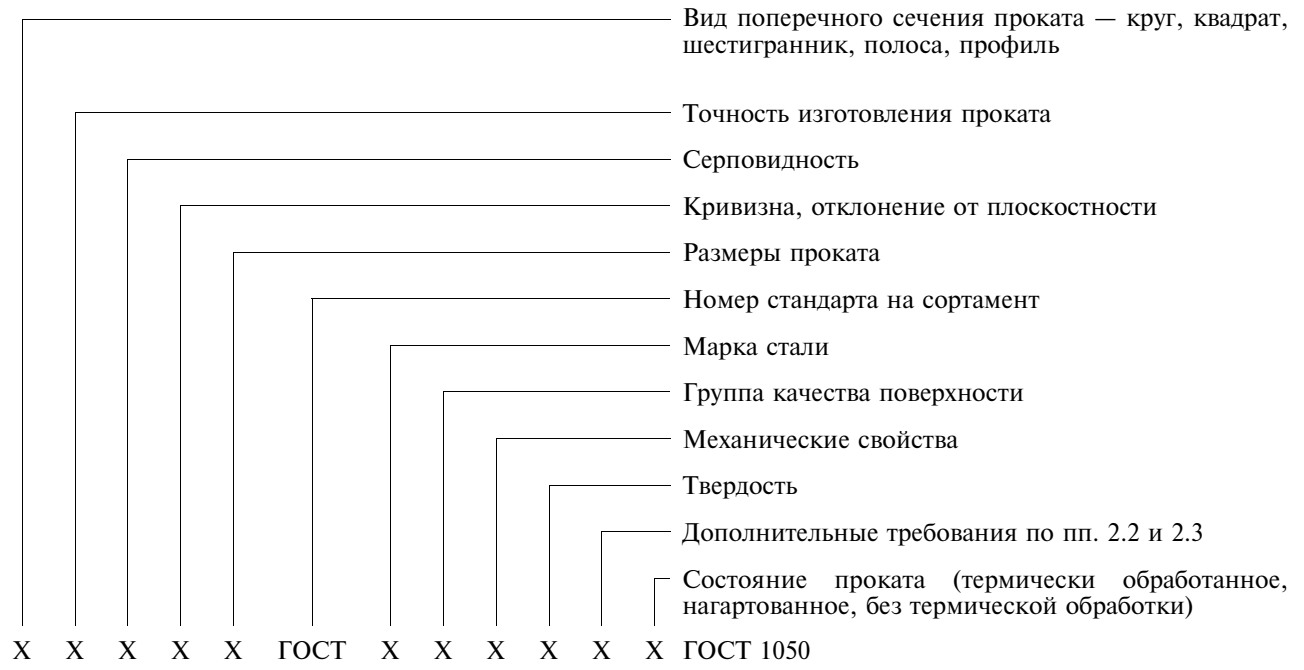 Вид поперечного сечения проката — круг, квадрат,
шестигранник, полоса, профиль
Точность изготовления проката
Серповидность
Кривизна, отклонение от плоскостности
Размеры проката
Номер стандарта на сортамент
Марка стали
Группа качества поверхности
Механические свойства
Твердость
Дополнительные требования по пп. 2.2 и 2.3
Состояние проката (термически обработанное,
нагартованное, без термической обработки)
Х Х Х Х Х ГОСТ Х Х Х Х Х Х ГОСТ 1050